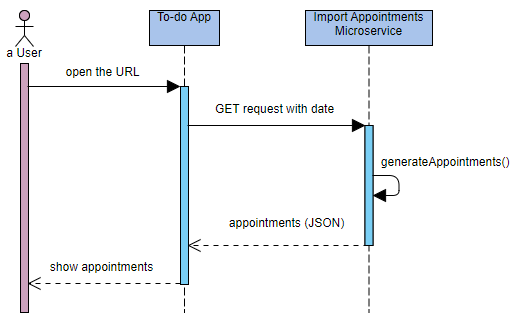 To-do App
Import Appointments
Microservice
a User
open the URL
GET request with date
generateAppointments()
appointments (JSON)
show appointments